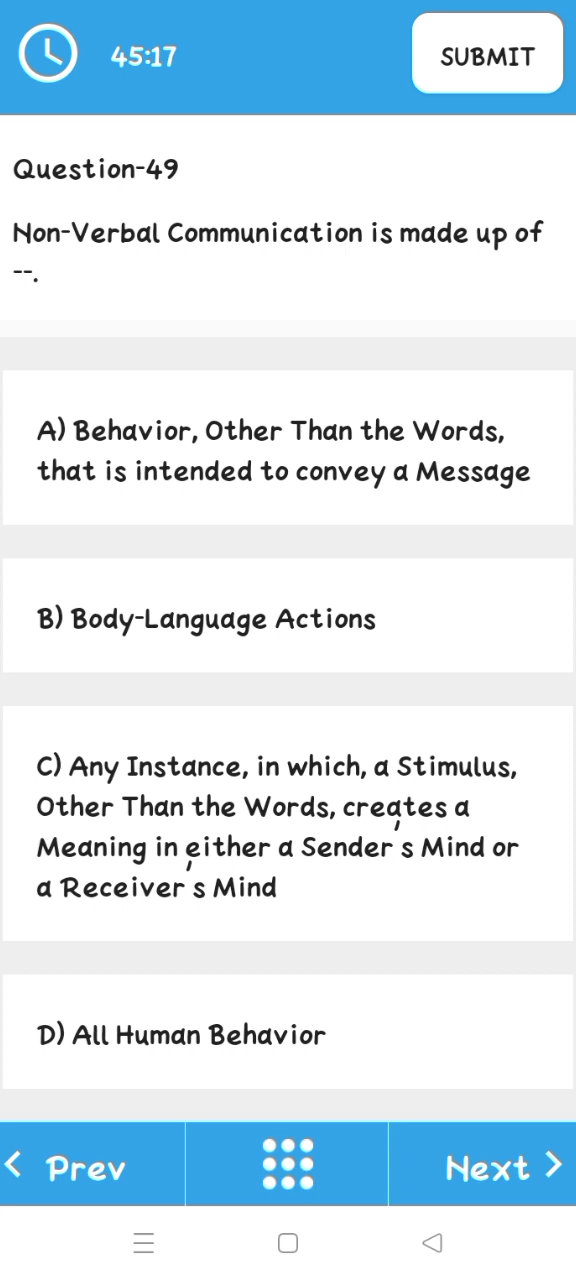 45:17
SUBMIT
Question-49
Non-Verbal Communication is made up of
--.
A) Behavior, Other Than the Words,
that is intended to convey a Message
B) Body-Language Actions
C) Any Instance, in which, a Stimulus,
Other Than the Words, creates a
Meaning in either a Sender's Mind or
a Receiver's Mind
D) All Human Behavior
Prev
Next